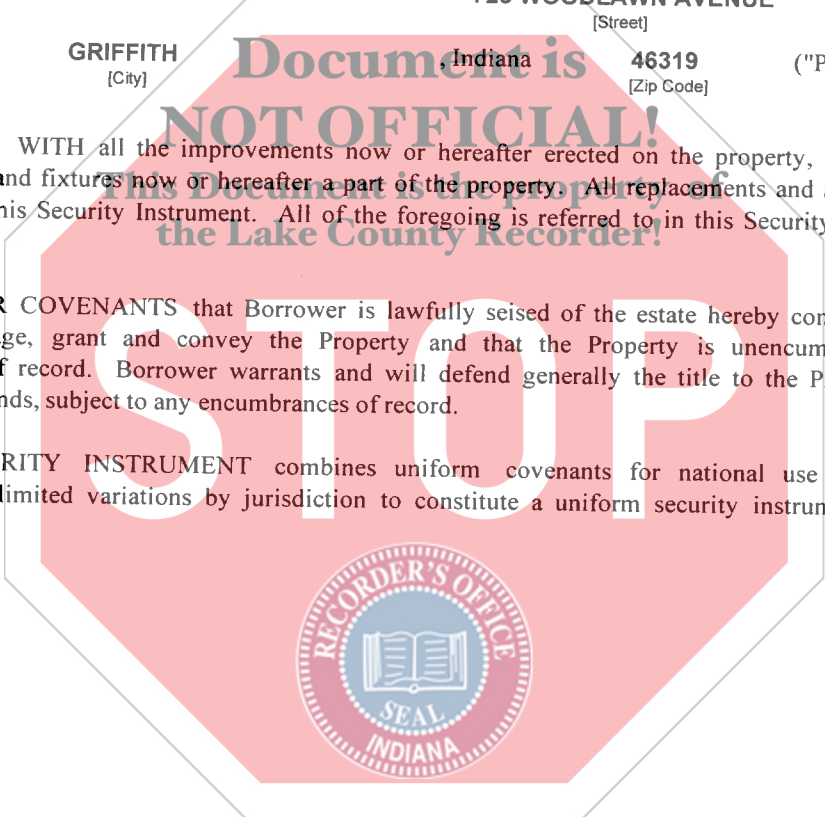 WOODLAWN AVENUE
[Street]
GRIFFITH , Indiana 46319 ("P
[City] [Zip Code]
Document is
NOT OFFICIAL!
This Document is the property of
the Lake County Recorder!
WITH all the improvements now or hereafter erected on the property,
and fixtures now or hereafter a part of the property. All replacements and
his Security Instrument. All of the foregoing is referred to in this Security
R COVENANTS that Borrower is lawfully seised of the estate hereby con
ge, grant and convey the Property and that the Property is unencum
f record. Borrower warrants and will defend generally the title to the P
nds, subject to any encumbrances of record.
RITY INSTRUMENT combines uniform covenants for national use
limited variations by jurisdiction to constitute a uniform security instrum
STOP
RECORDER'S OFFICE
SEAL
INDIANA